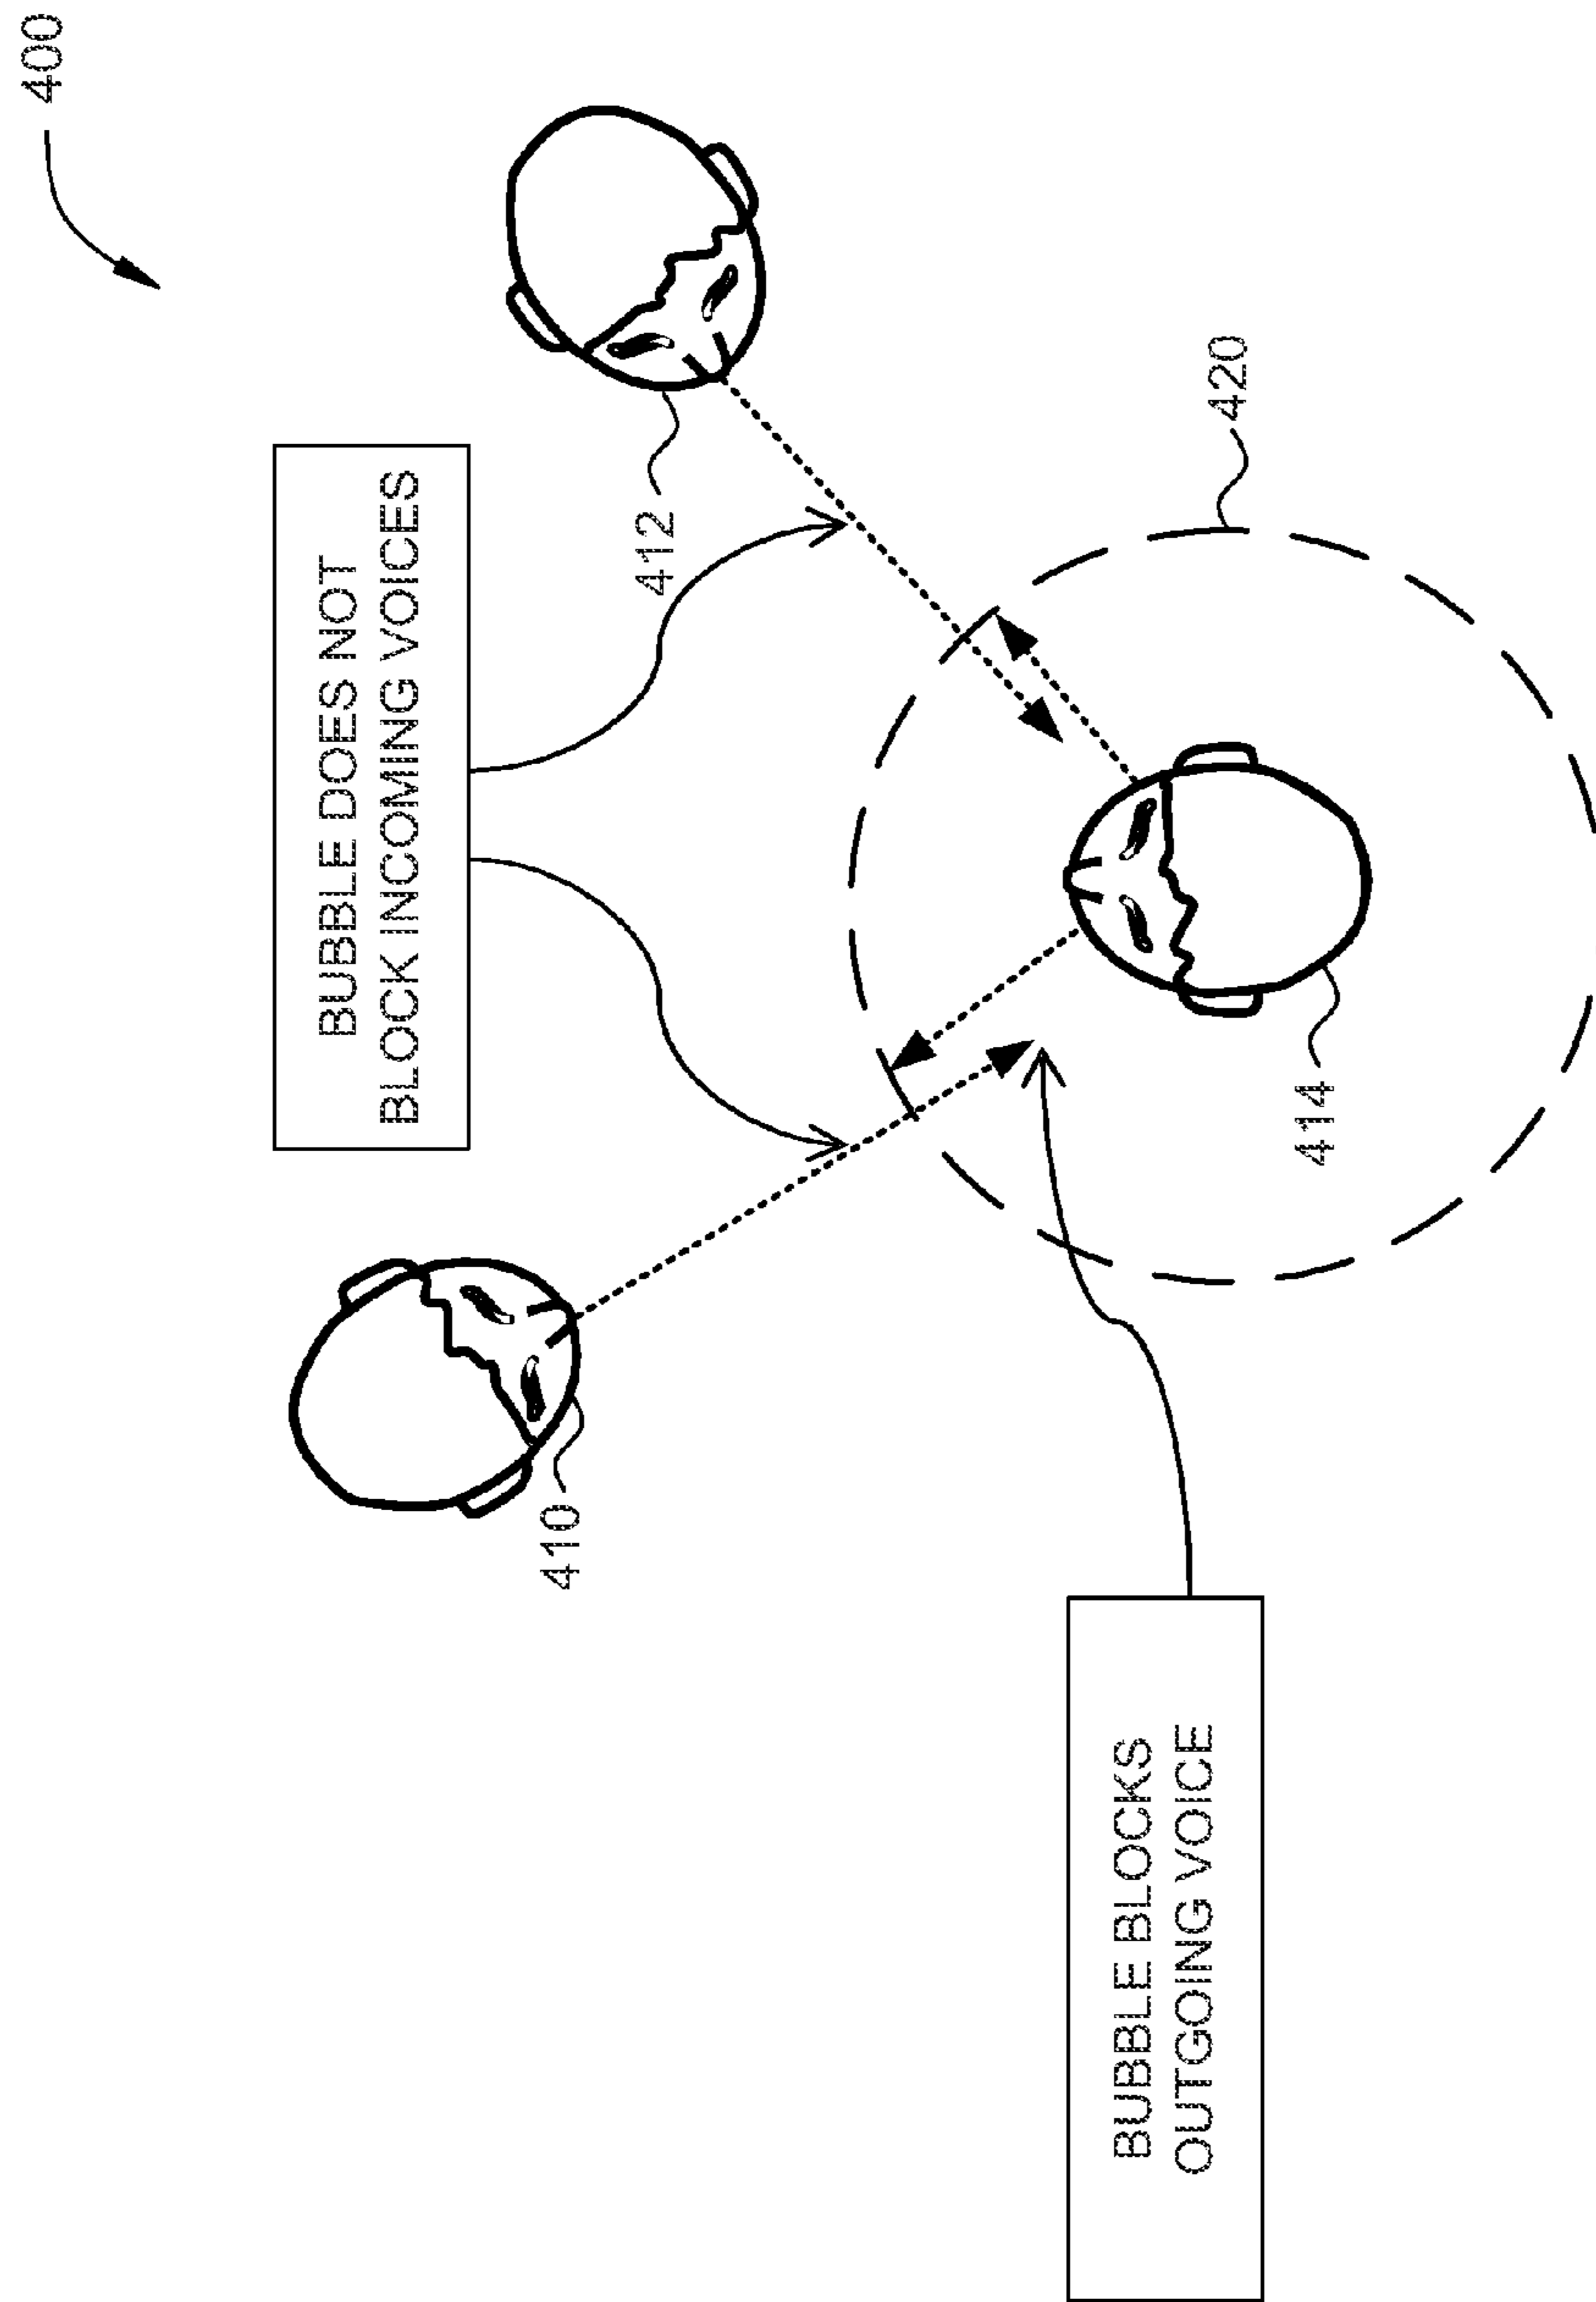 400
BUBBLE DOES NOT
BLOCK INCOMING VOICES
410
412
BUBBLE BLOCKS
OUTGOING VOICE
414
420